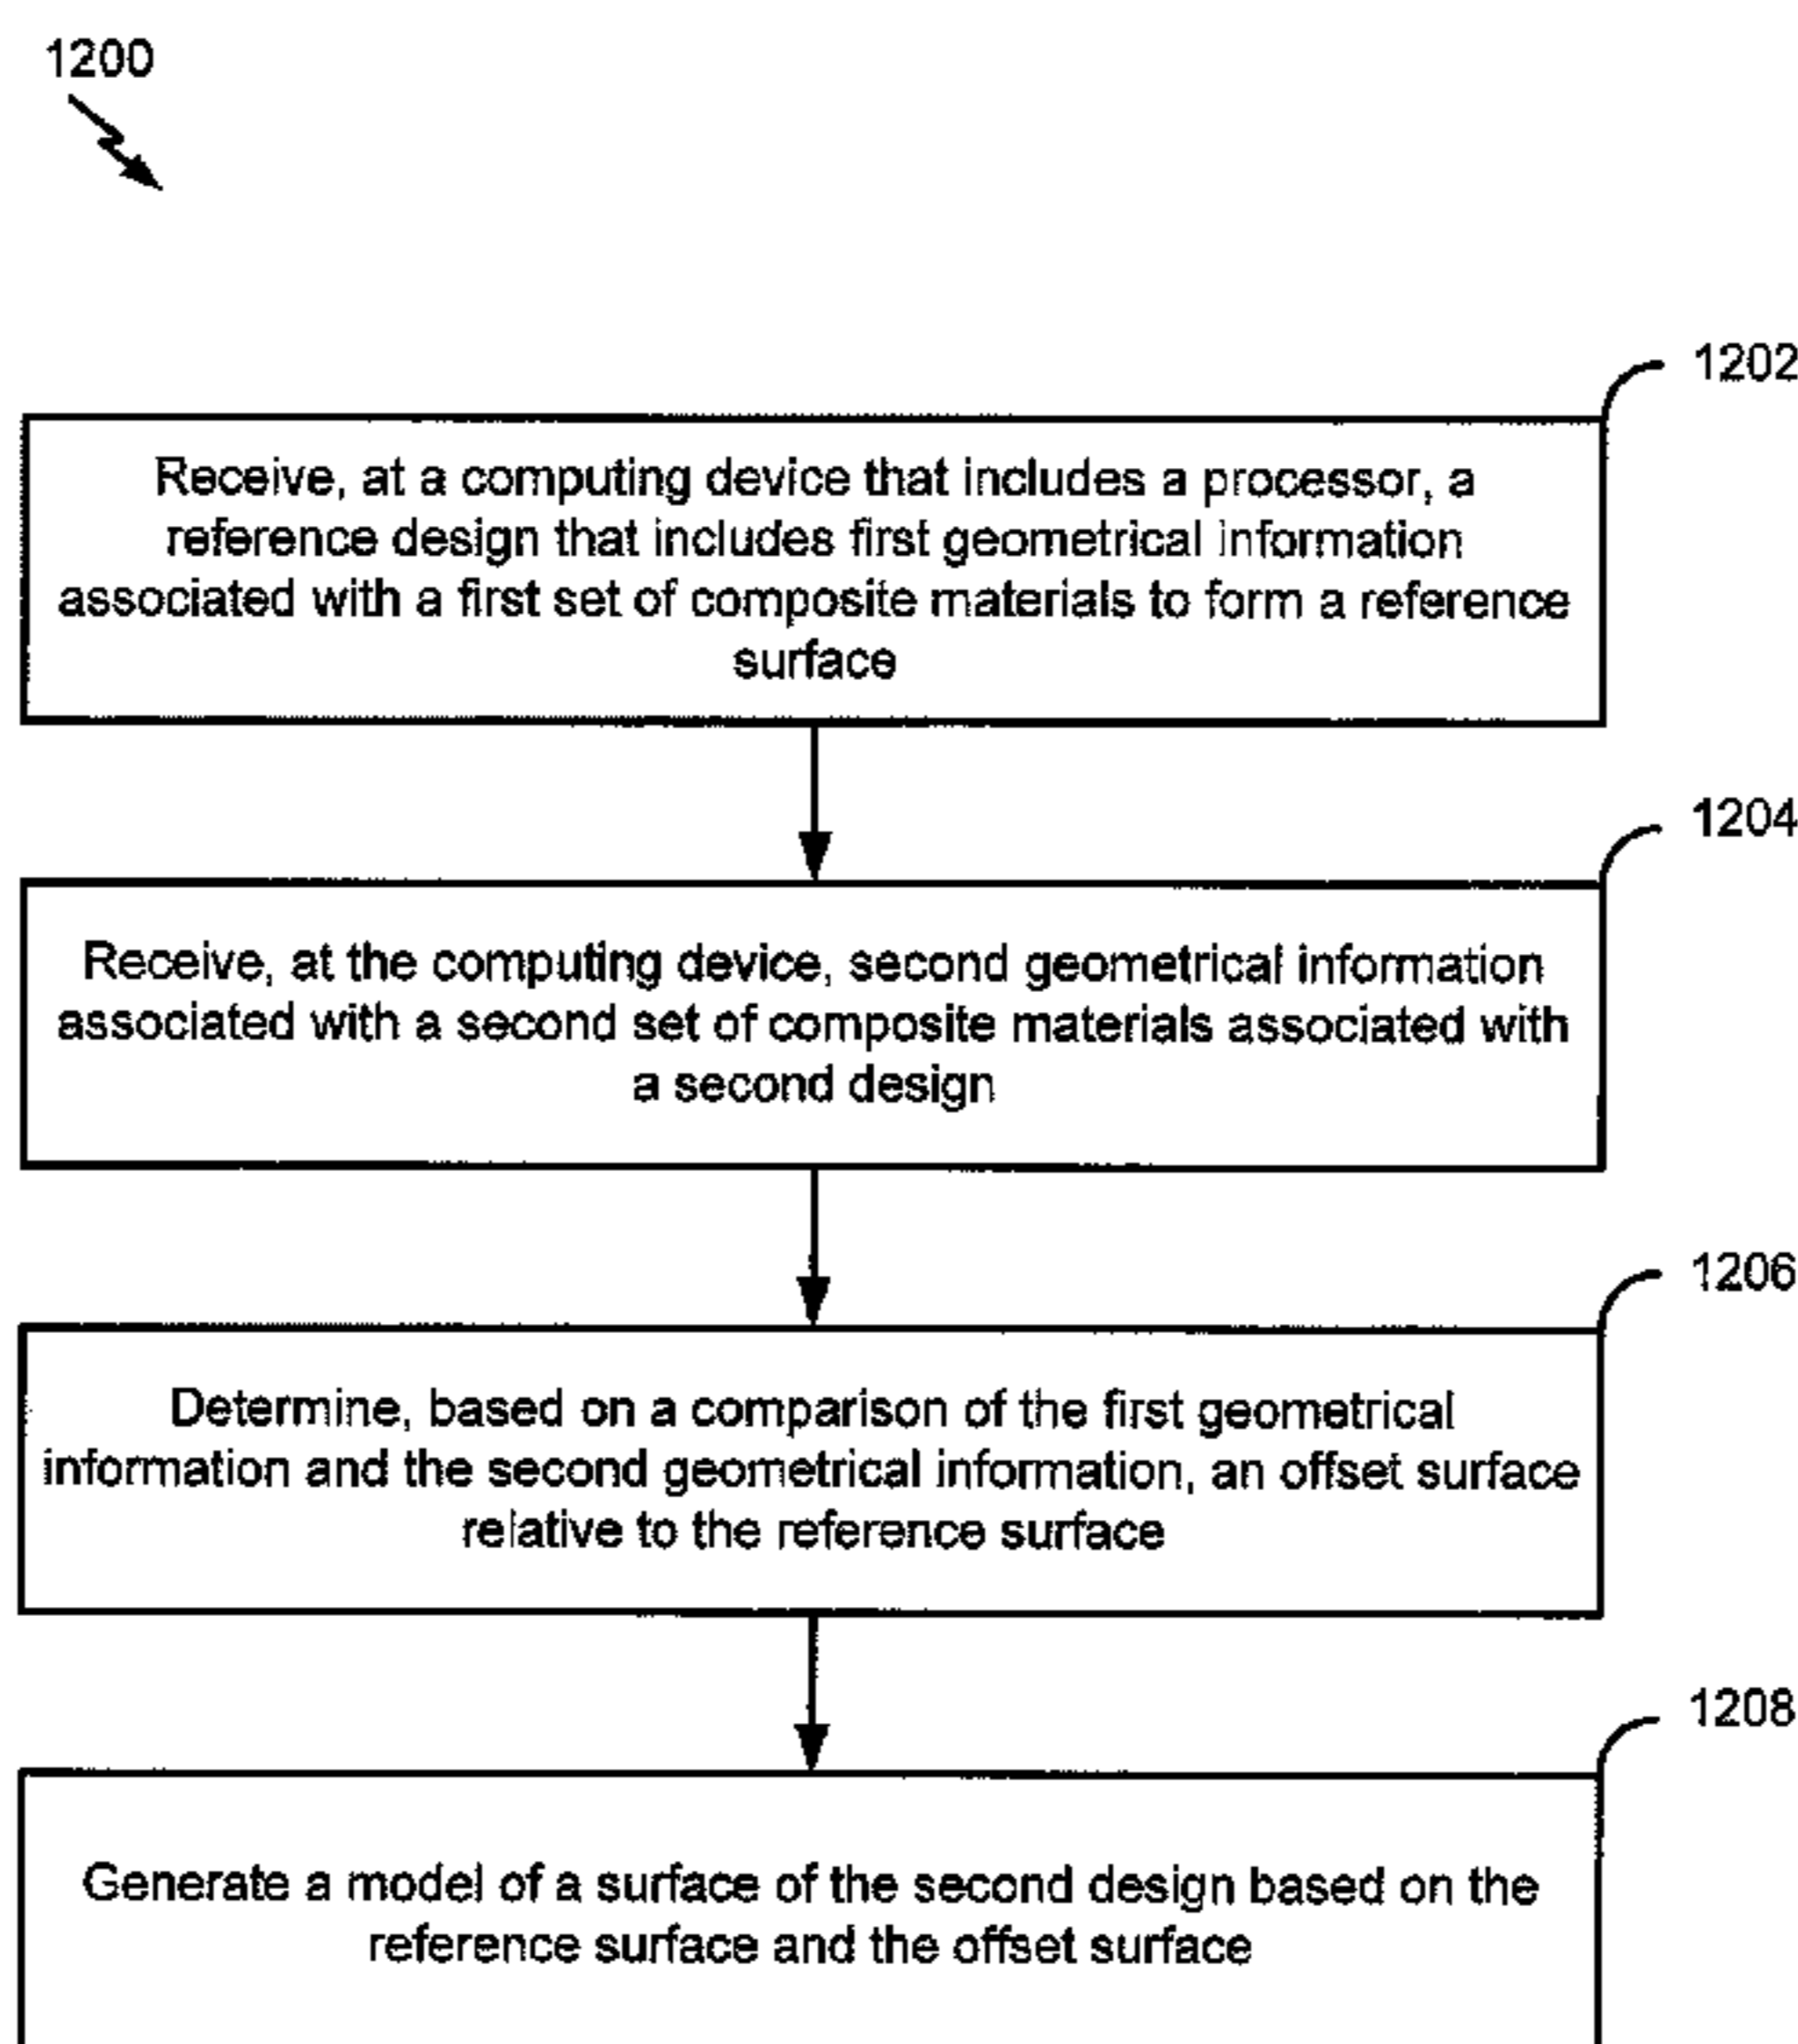 1200
1202
Receive, at a computing device that includes a processor, a
reference design that includes first geometrical information
associated with a first set of composite materials to form a reference
surface
1204
Receive, at the computing device, second geometrical information
associated with a second set of composite materials associated with
a second design
1206
Determine, based on a comparison of the first geometrical
information and the second geometrical information, an offset surface
relative to the reference surface
1208
Generate a model of a surface of the second design based on the
reference surface and the offset surface